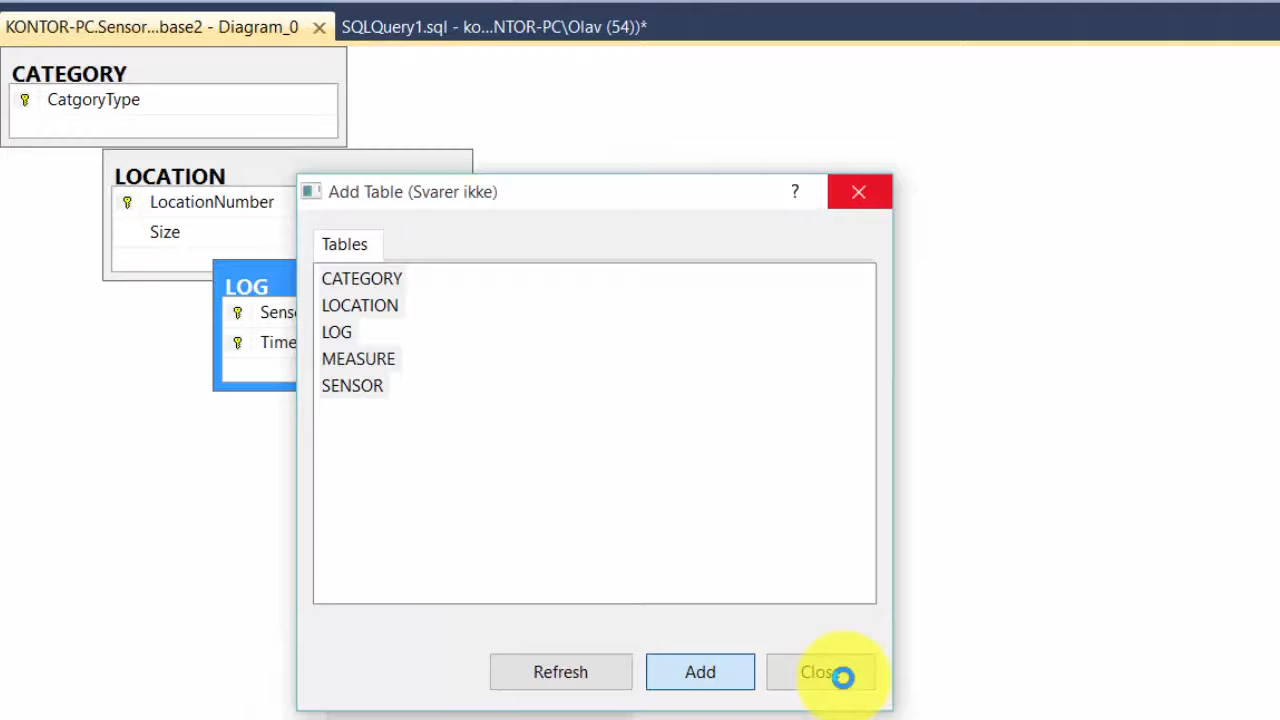 KONTOR-PC.Sensor...base2 - Diagram_0
SQLQuery1.sql - ko...NTOR-PC\Olav (54))*
CATEGORY
CatgoryType
LOCATION
LocationNumber
Size
LOG
Time
Add Table (Svarer ikke)
?
Tables
CATEGORY
LOCATION
LOG
MEASURE
SENSOR
Refresh
Add
Close